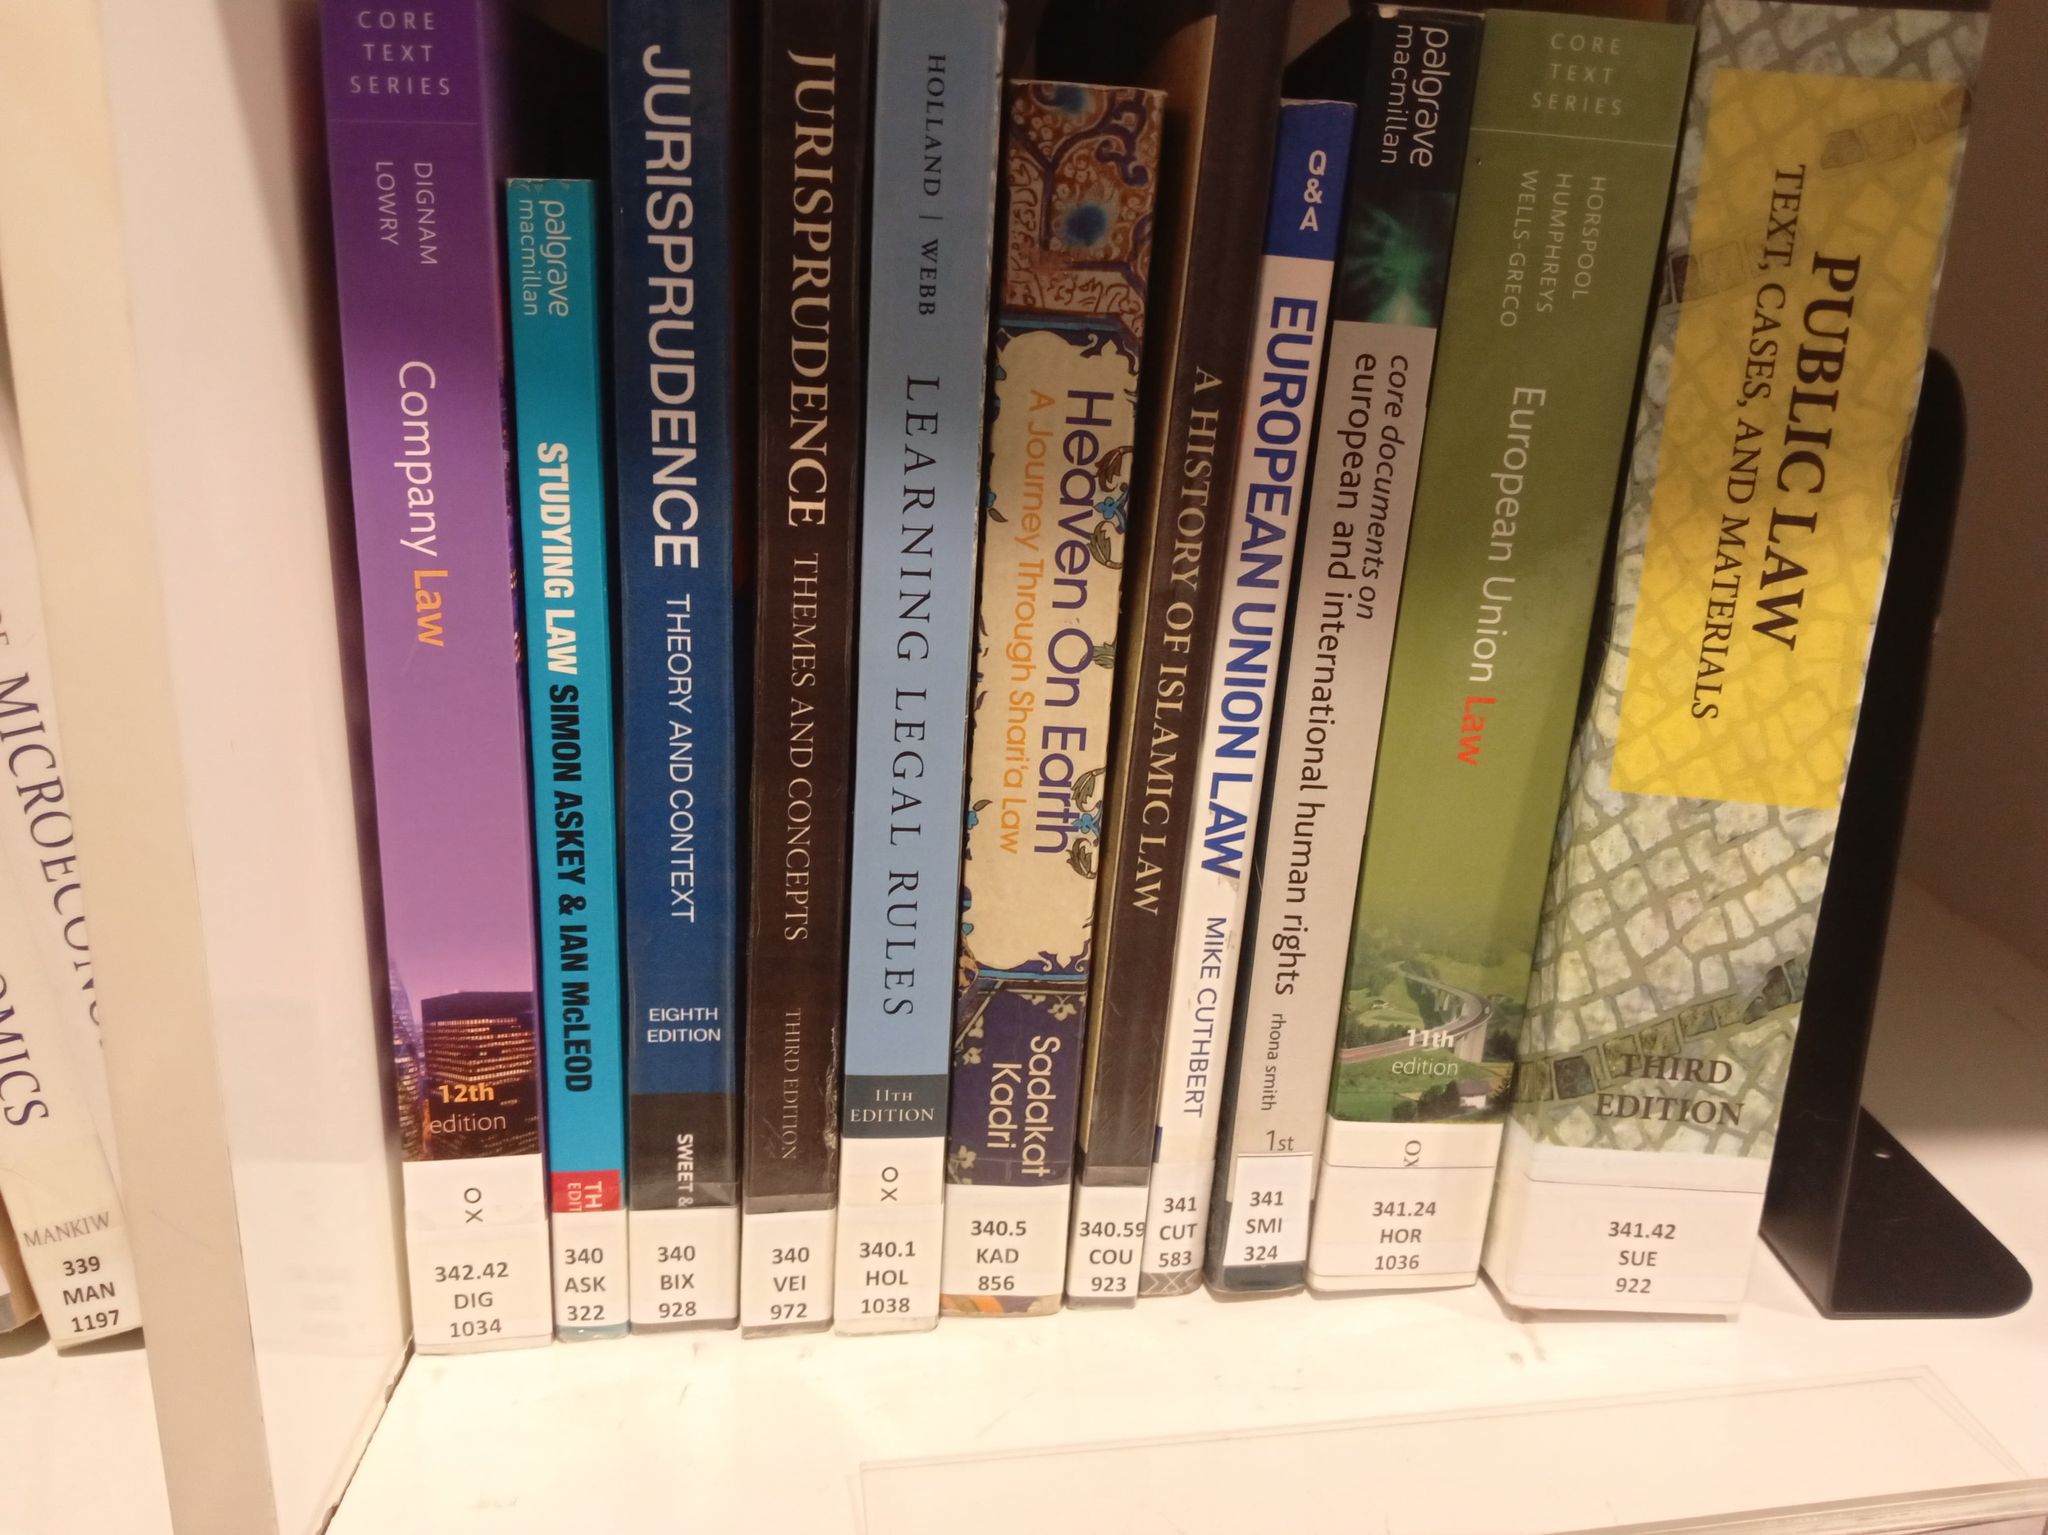 MICROECON
OMICS
MANKIW
339
MAN
1197
CORE
TEXT
SERIES
DIGNAM
LOWRY
Company Law
12th
edition
OX
342.42
DIG
1034
palgrave
macmillan
STUDYING LAW SIMON ASKEY & IAN McLEOD
TH
EDIT
340
ASK
322
JURISPRUDENCE THEORY AND CONTEXT
EIGHTH
EDITION
SWEET &
340
BIX
928
JURISPRUDENCE THEMES AND CONCEPTS THIRD EDITION
340
VEI
972
HOLLAND | WEBB LEARNING LEGAL RULES
11TH
EDITION
OX
340.1
HOL
1038
Heaven On Earth
A Journey Through Shari'a Law
Sadakat
Kadri
340.5
KAD
856
A HISTORY OF ISLAMIC LAW
340.59
COU
923
Q&A
EUROPEAN UNION LAW MIKE CUTHBERT
341
CUT
583
palgrave
macmillan
core documents on
european and international human rights rhona smith 1st
341
SMI
324
CORE
TEXT
SERIES
HORSPOOL
HUMPHREYS
WELLS-GRECO
European Union Law
11th
edition
OX
341.24
HOR
1036
PUBLIC LAW
TEXT, CASES, AND MATERIALS
THIRD
EDITION
341.42
SUE
922